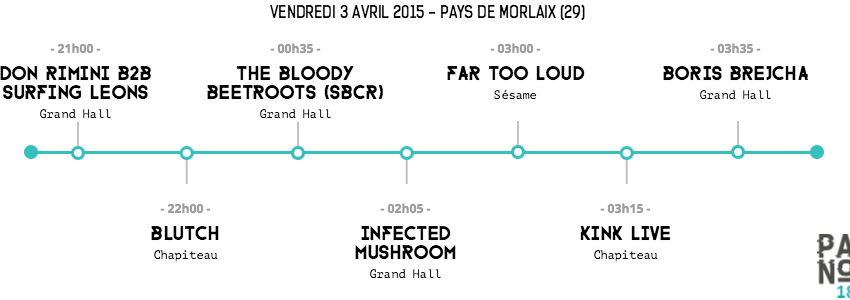 VENDREDI 3 AVRIL 2015 – PAYS DE MORLAIX (29)
- 21h00 -
DON RIMINI B2B
SURFING LEONS
Grand Hall
- 00h35 -
THE BLOODY
BEETROOTS (SBCR)
Grand Hall
- 03h00 -
FAR TOO LOUD
Sésame
- 03h35 -
BORIS BREJCHA
Grand Hall
- 22h00 -
BLUTCH
Chapiteau
- 02h05 -
INFECTED
MUSHROOM
Grand Hall
- 03h15 -
KINK LIVE
Chapiteau
PA
NO
18